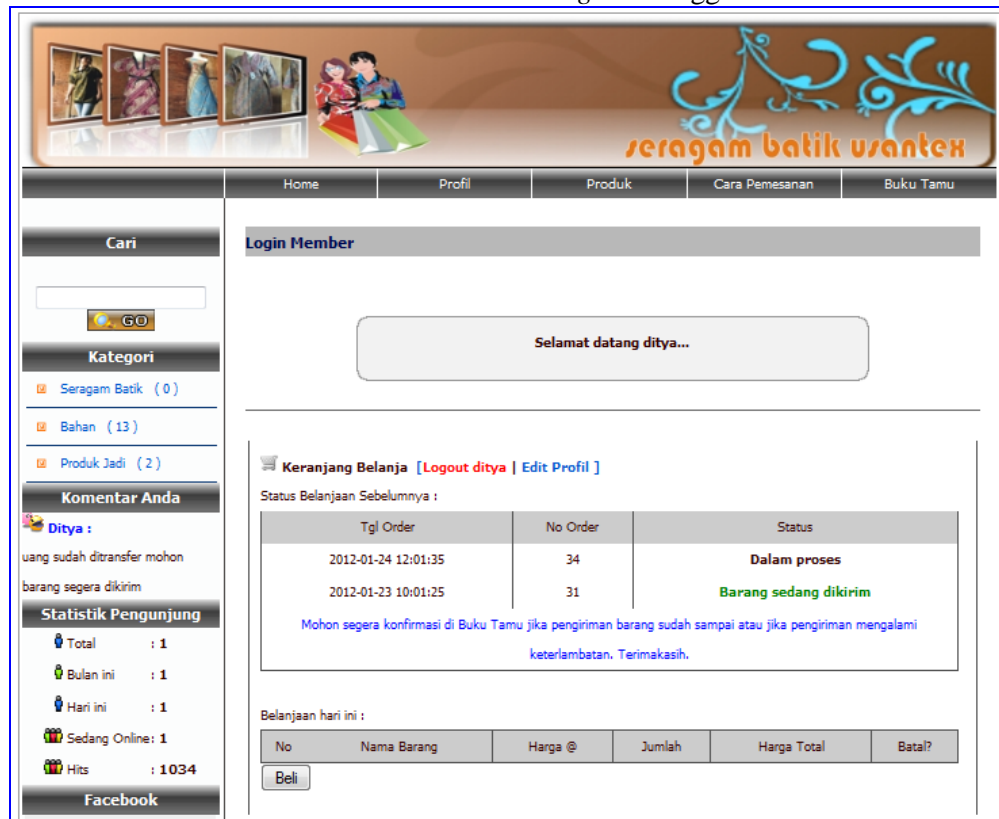 seragam batik usantex
Home Profil Produk Cara Pemesanan Buku Tamu
Cari
GO
Kategori
Seragam Batik ( 0 )
Bahan ( 13 )
Produk Jadi ( 2 )
Komentar Anda
Ditya :
uang sudah ditransfer mohon
barang segera dikirim
Statistik Pengunjung
Total : 1
Bulan ini : 1
Hari ini : 1
Sedang Online: 1
Hits : 1034
Facebook
Login Member
Selamat datang ditya...
Keranjang Belanja [Logout ditya | Edit Profil ]
Status Belanjaan Sebelumnya :
Tgl Order No Order Status
2012-01-24 12:01:35 34 Dalam proses
2012-01-23 10:01:25 31 Barang sedang dikirim
Mohon segera konfirmasi di Buku Tamu jika pengiriman barang sudah sampai atau jika pengiriman mengalami
keterlambatan. Terimakasih.
Belanjaan hari ini :
No Nama Barang Harga @ Jumlah Harga Total Batal?
Beli